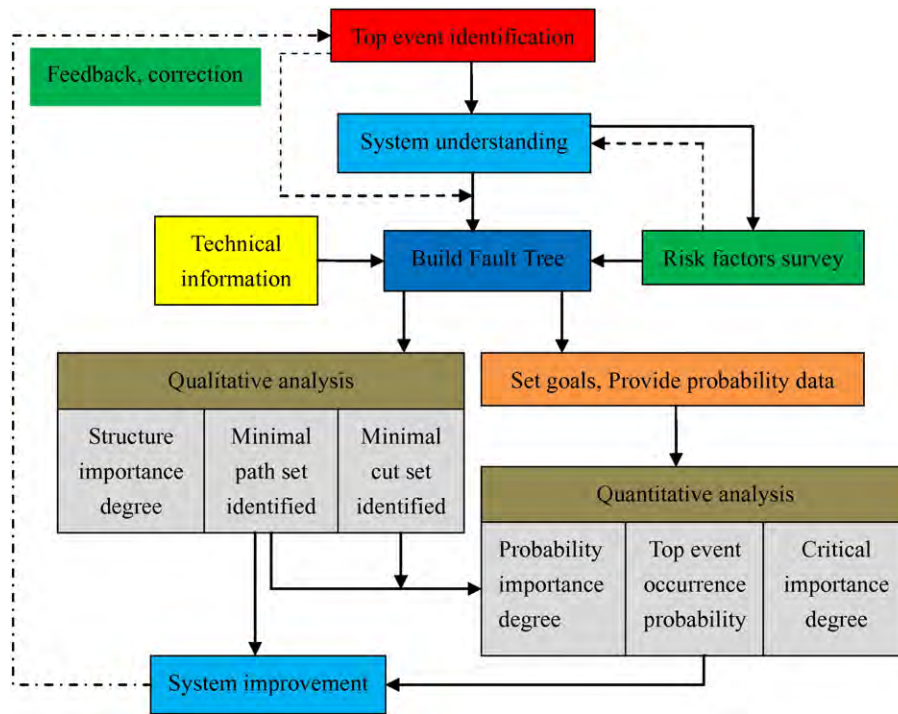 Top event identification
Feedback, correction
System understanding
Technical
information
Build Fault Tree
Risk factors survey
Qualitative analysis
Structure
importance
degree
Minimal
path set
identified
Minimal
cut set
identified
Set goals, Provide probability data
Quantitative analysis
Probability
importance
degree
Top event
occurrence
probability
Critical
importance
degree
System improvement